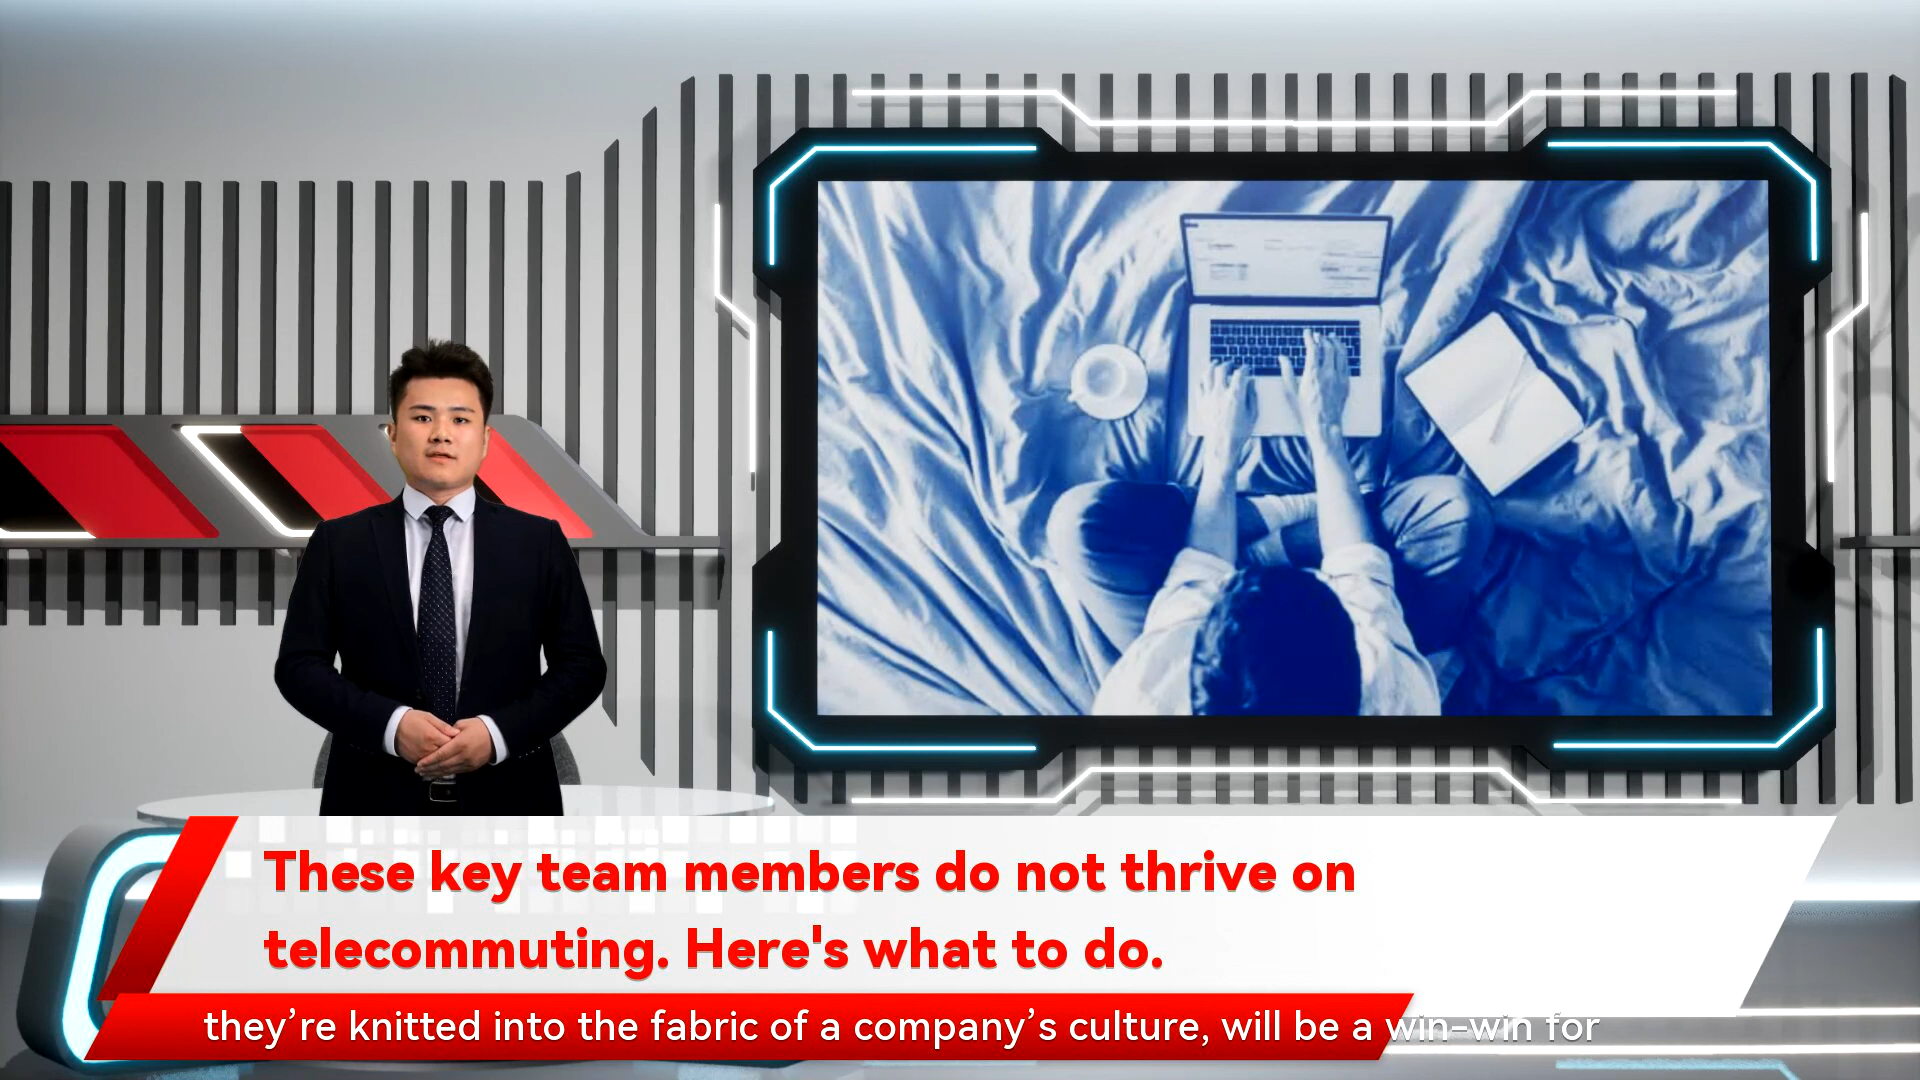 These key team members do not thrive on
telecommuting. Here's what to do.
they’re knitted into the fabric of a company’s culture, will be a win-win for